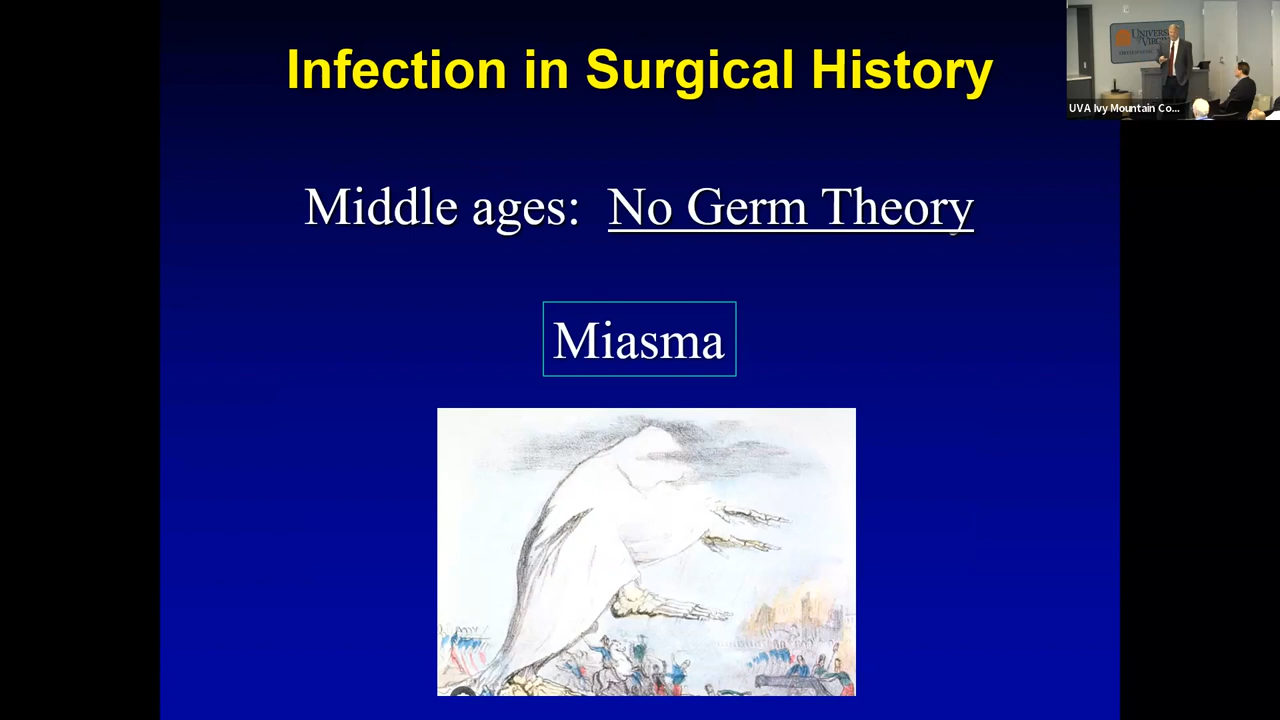 Infection in Surgical History
Middle ages: No Germ Theory
Miasma
UVA Ivy Mountain Co...